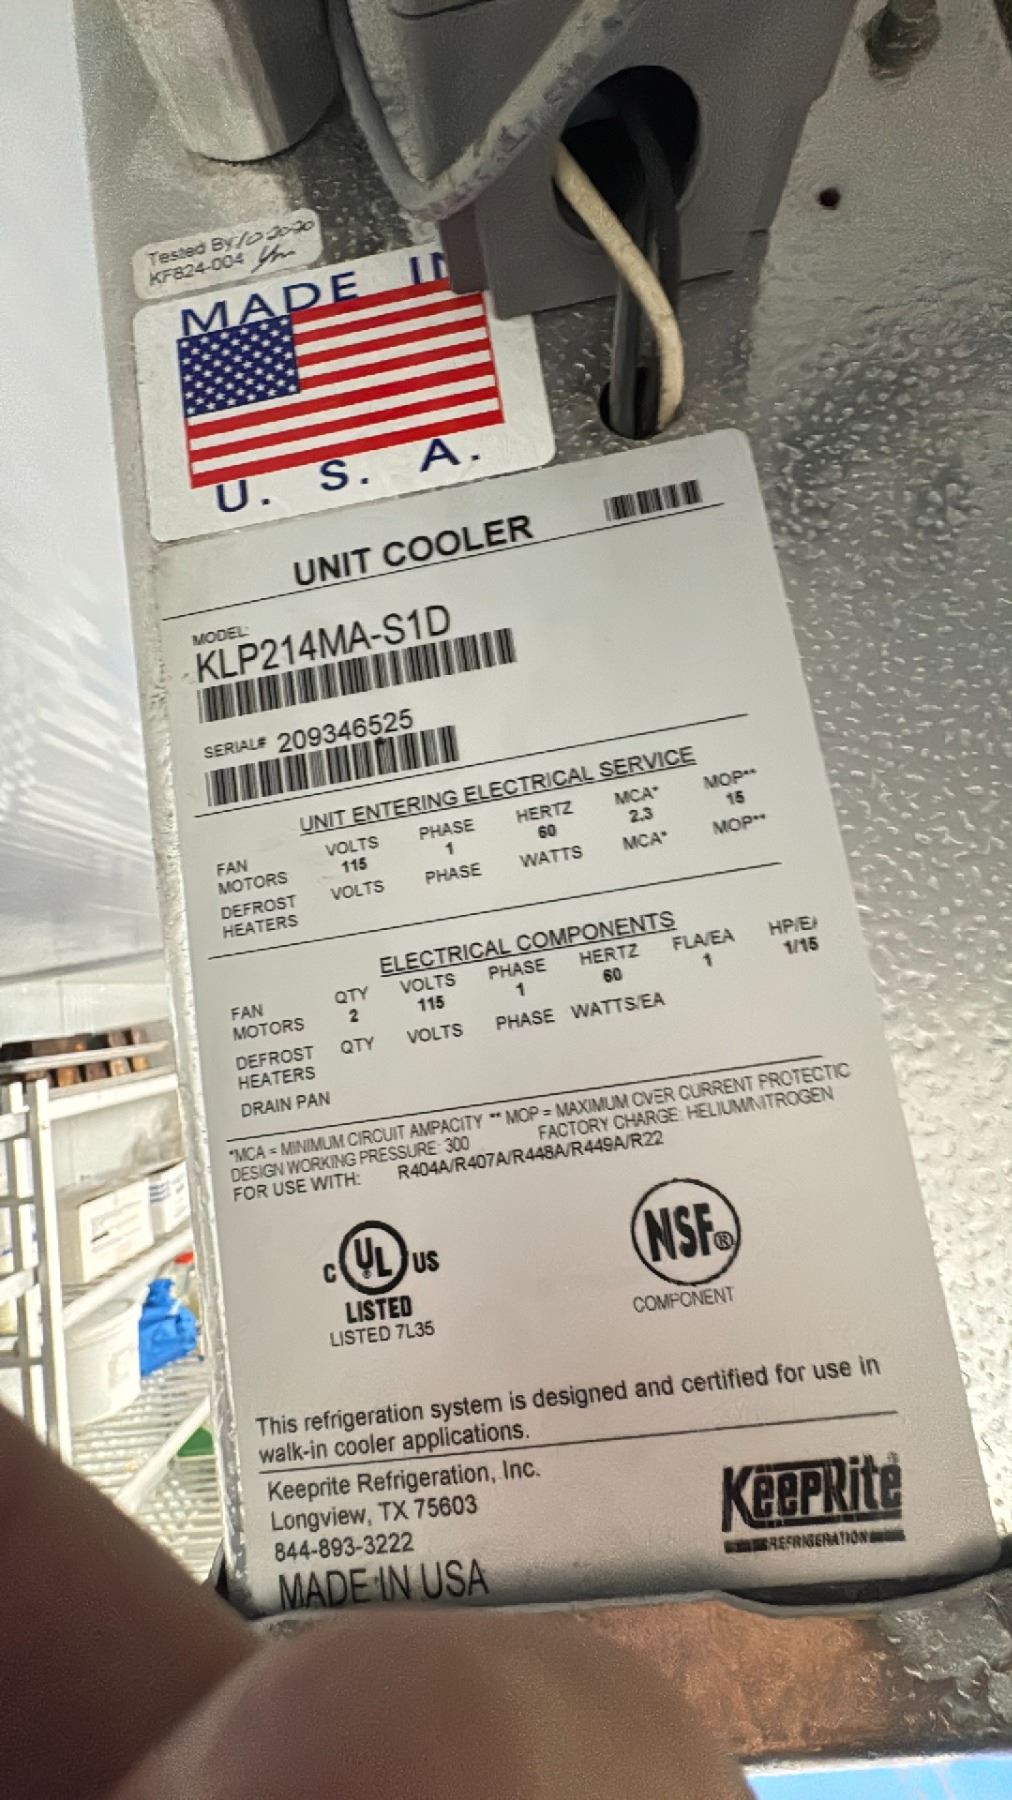 Tested By:
KF824-004
MADE IN
U. S. A.
UNIT COOLER
MODEL:
KLP214MA-S1D
SERIAL# 209346525
UNIT ENTERING ELECTRICAL SERVICE
FAN MOTORS VOLTS PHASE HERTZ MCA* MOP**
115 1 60 2.3 15
DEFROST HEATERS VOLTS PHASE WATTS MCA* MOP**
ELECTRICAL COMPONENTS
FAN MOTORS QTY VOLTS PHASE HERTZ FLA/EA HP/EA
2 115 1 60 1 1/15
DEFROST HEATERS QTY VOLTS PHASE WATTS/EA
DRAIN PAN
*MCA = MINIMUM CIRCUIT AMPACITY ** MOP = MAXIMUM OVER CURRENT PROTECTIO
DESIGN WORKING PRESSURE: 300 FACTORY CHARGE: HELIUM/NITROGEN
FOR USE WITH: R404A/R407A/R448A/R449A/R22
C UL US
LISTED
LISTED 7L35
NSF®
COMPONENT
This refrigeration system is designed and certified for use in
walk-in cooler applications.
Keeprite Refrigeration, Inc.
Longview, TX 75603
844-893-3222
MADE IN USA
KeepRite®
REFRIGERATION